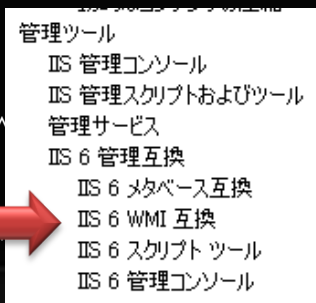 管理ツール
IIS 管理コンソール
IIS 管理スクリプトおよびツール
管理サービス
IIS 6 管理互換
IIS 6 メタベース互換
IIS 6 WMI 互換
IIS 6 スクリプト ツール
IIS 6 管理コンソール